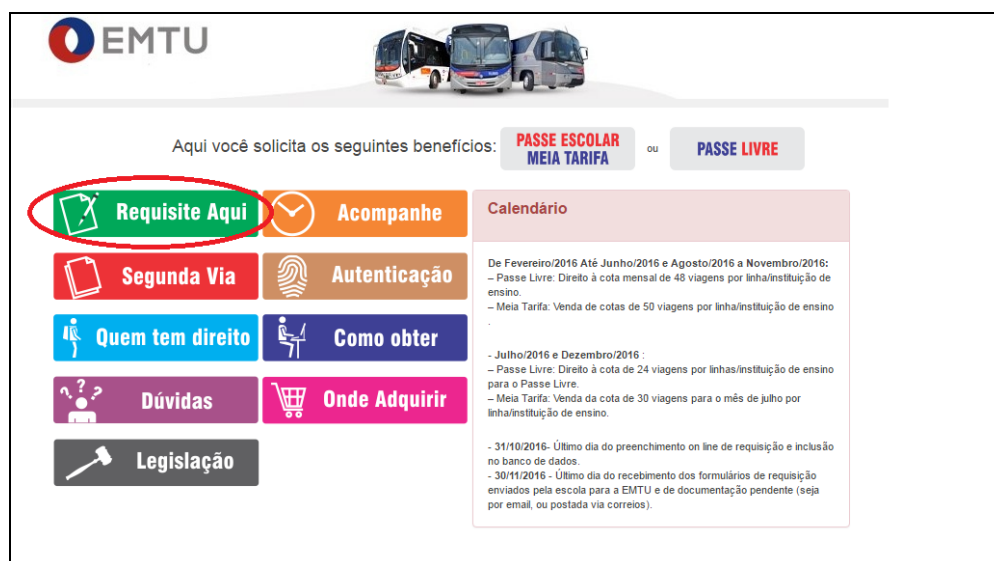 EMTU
Aqui você solicita os seguintes benefícios:
PASSE ESCOLAR
MEIA TARIFA
ou
PASSE LIVRE
Requisite Aqui
Acompanhe
Segunda Via
Autenticação
Quem tem direito
Como obter
Dúvidas
Onde Adquirir
Legislação
Calendário
De Fevereiro/2016 Até Junho/2016 e Agosto/2016 a Novembro/2016:
– Passe Livre: Direito à cota mensal de 48 viagens por linha/instituição de
ensino.
– Meia Tarifa: Venda de cotas de 50 viagens por linha/instituição de ensino
.
- Julho/2016 e Dezembro/2016 :
– Passe Livre: Direito à cota de 24 viagens por linhas/instituição de ensino
para o Passe Livre.
– Meia Tarifa: Venda da cota de 30 viagens para o mês de julho por
linha/instituição de ensino.
- 31/10/2016- Último dia do preenchimento on line de requisição e inclusão
no banco de dados.
- 30/11/2016 - Último dia do recebimento dos formulários de requisição
enviados pela escola para a EMTU e de documentação pendente (seja
por email, ou postada via correios).